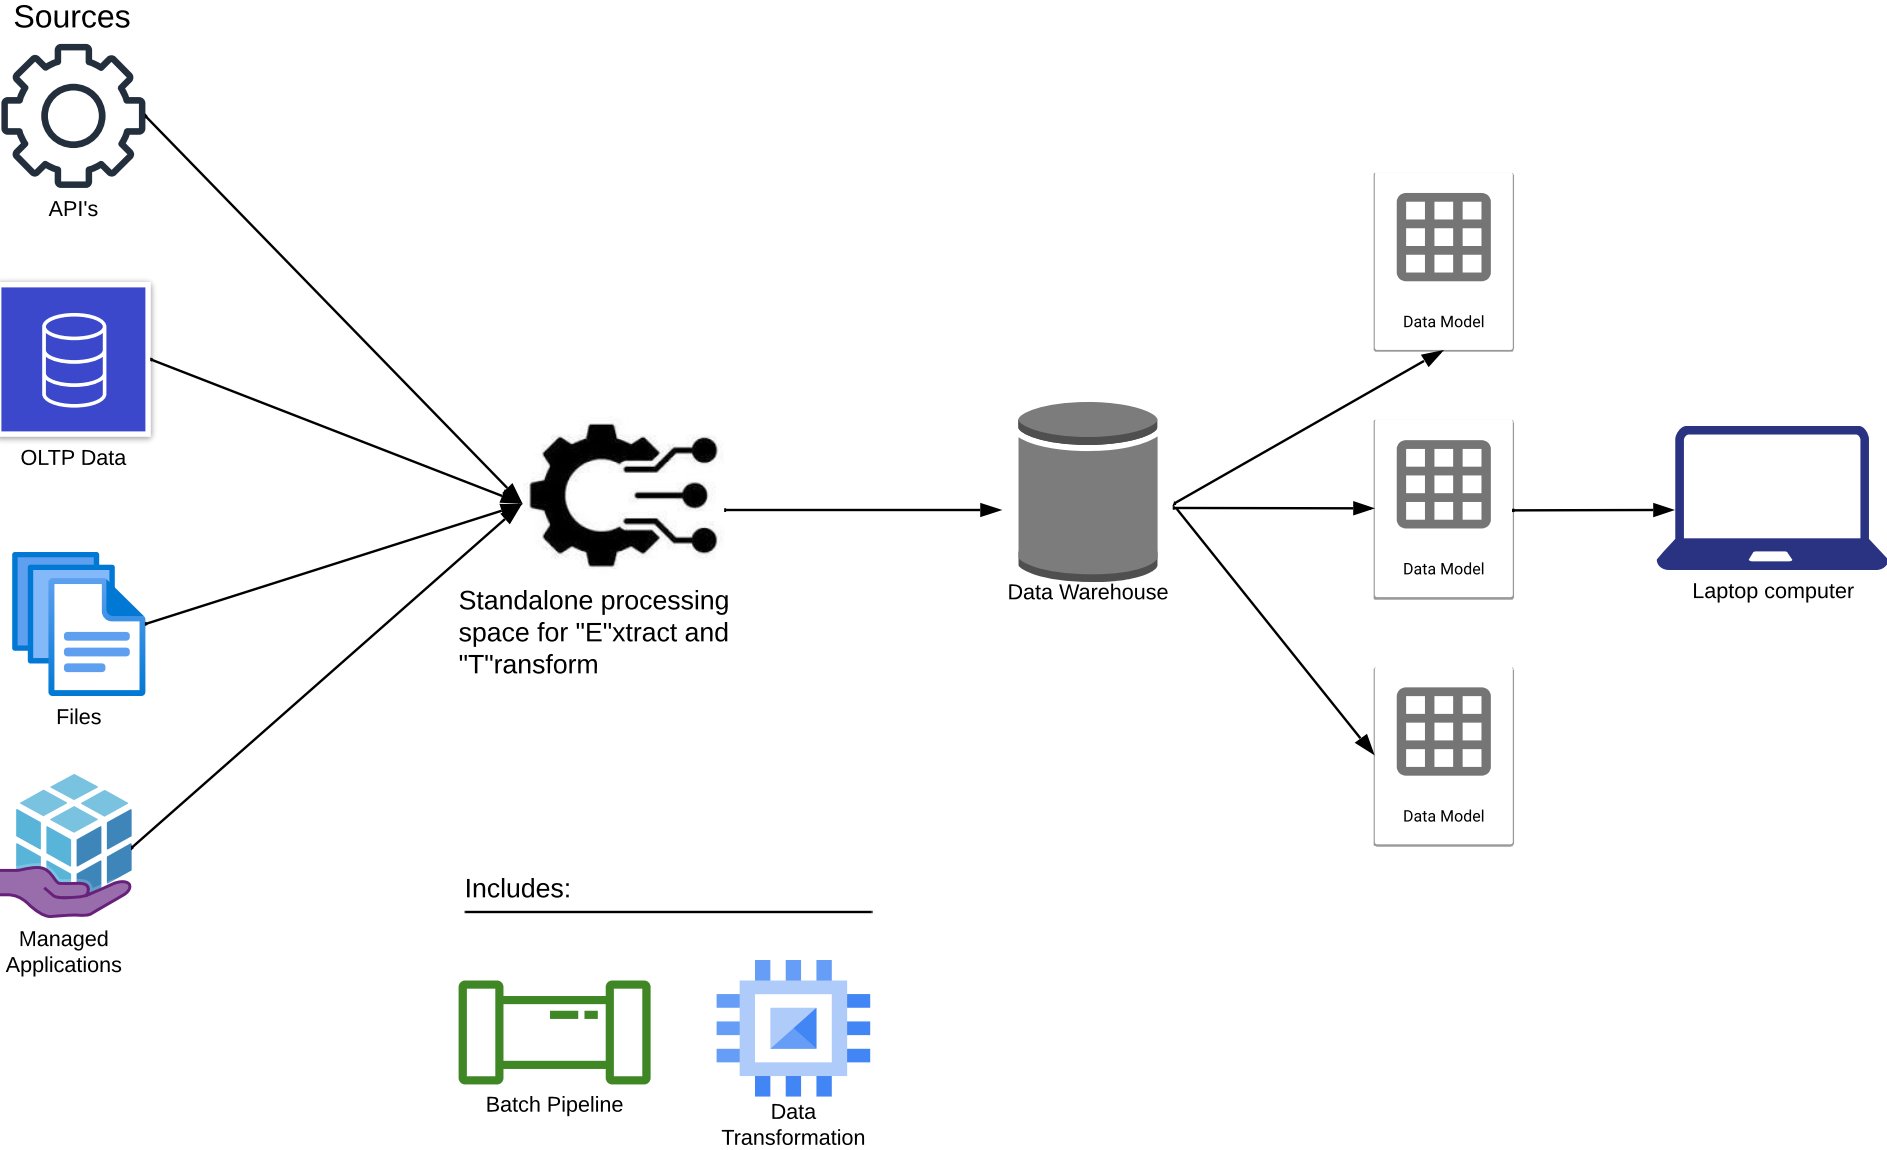 Sources
API's
OLTP Data
Files
Managed
Applications
Standalone processing
space for "E"xtract and
"T"ransform
Includes:
Batch Pipeline
Data
Transformation
Data Warehouse
Data Model
Data Model
Data Model
Laptop computer